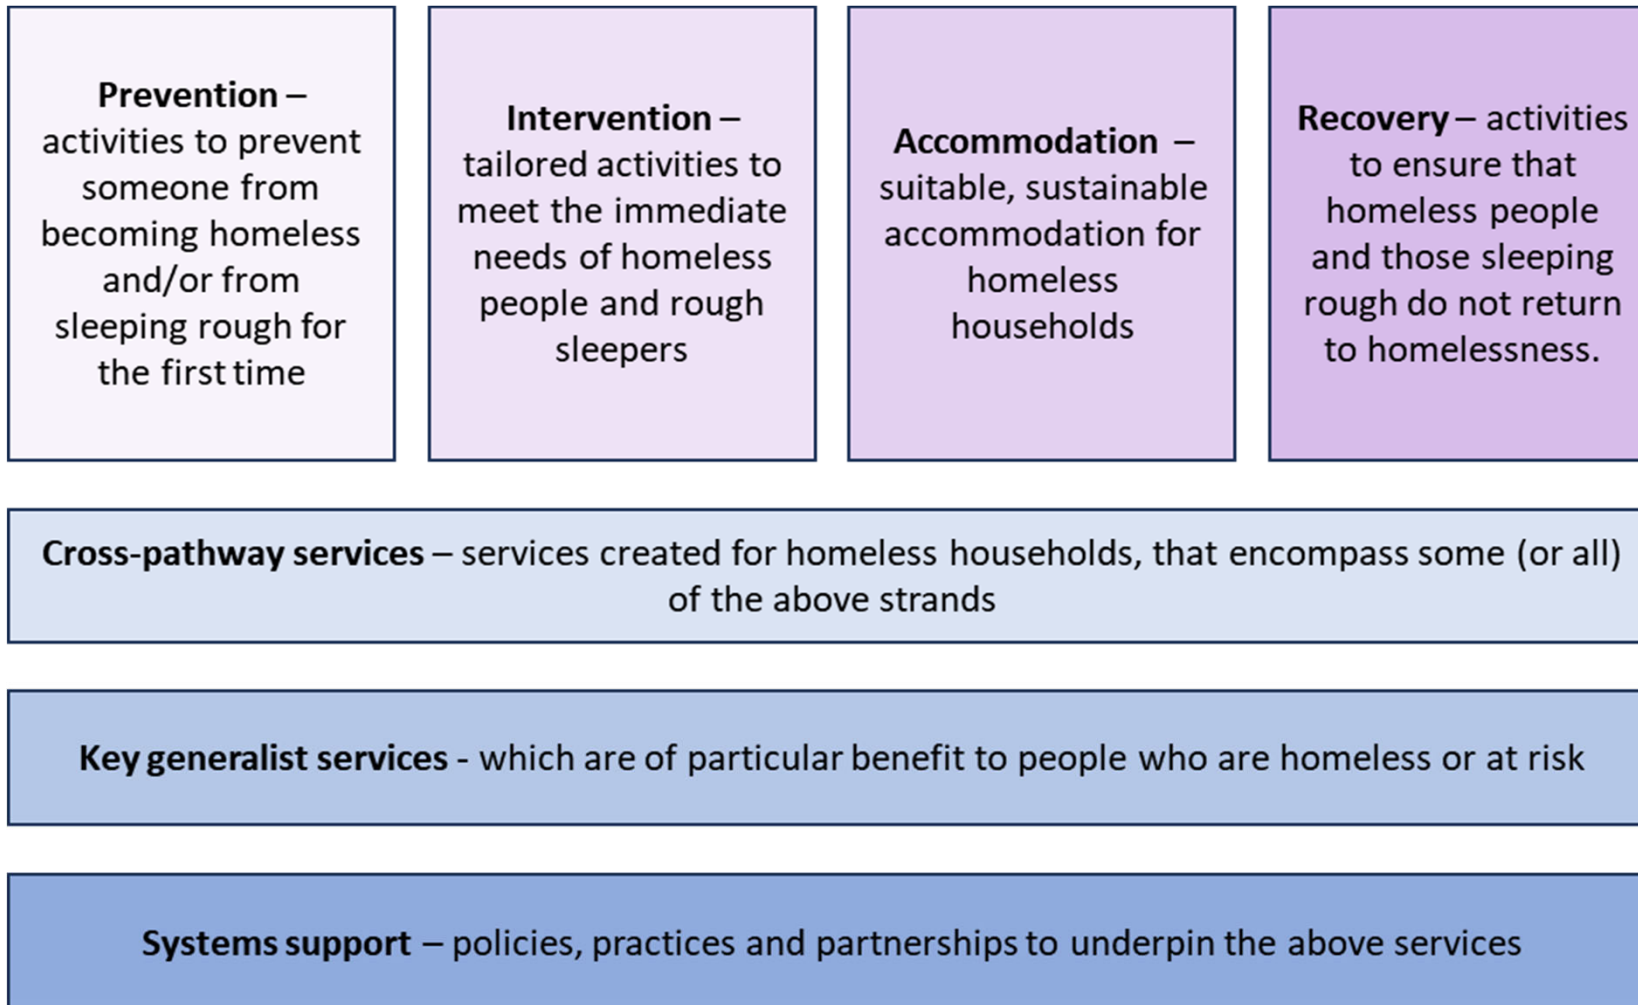 Prevention –
activities to prevent
someone from
becoming homeless
and/or from
sleeping rough for
the first time
Intervention –
tailored activities to
meet the immediate
needs of homeless
people and rough
sleepers
Accommodation –
suitable, sustainable
accommodation for
homeless
households
Recovery – activities
to ensure that
homeless people
and those sleeping
rough do not return
to homelessness.
Cross-pathway services – services created for homeless households, that encompass some (or all)
of the above strands
Key generalist services - which are of particular benefit to people who are homeless or at risk
Systems support – policies, practices and partnerships to underpin the above services